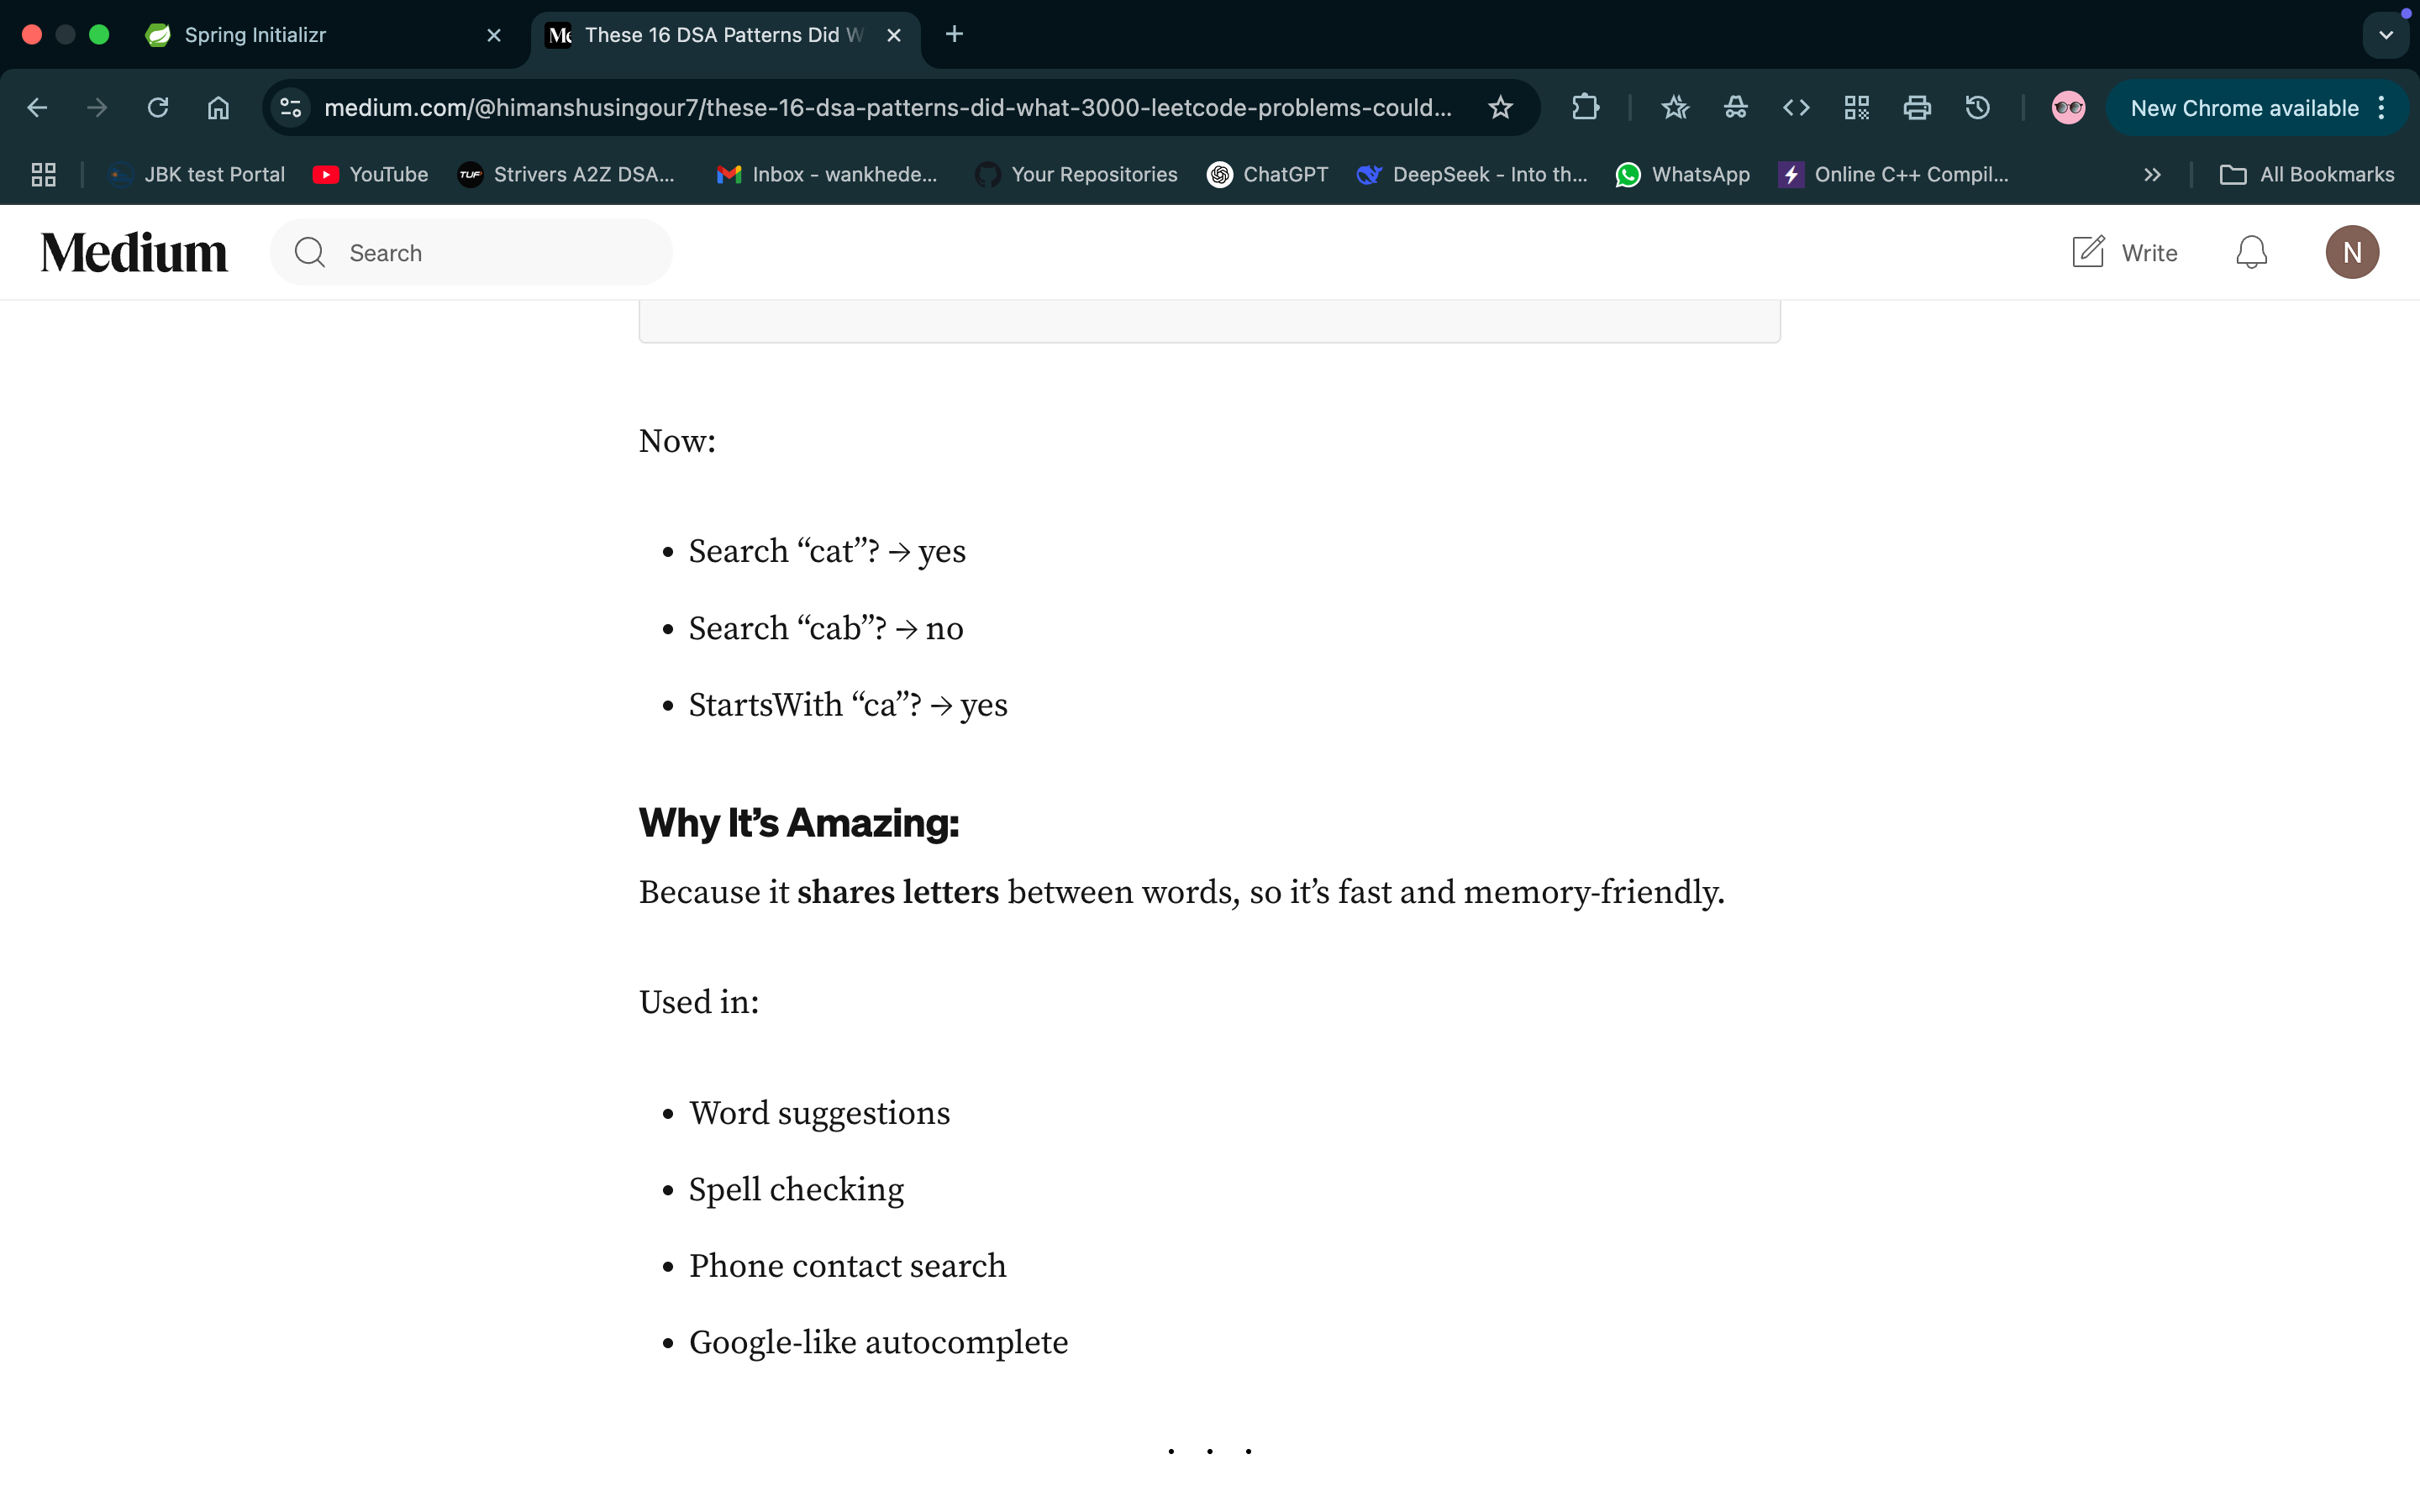 Spring Initializr
These 16 DSA Patterns Did W
medium.com/@himanshusingour7/these-16-dsa-patterns-did-what-3000-leetcode-problems-could...
New Chrome available
JBK test Portal
YouTube
Strivers A2Z DSA...
Inbox - wankhede...
Your Repositories
ChatGPT
DeepSeek - Into th...
WhatsApp
Online C++ Compil...
All Bookmarks
Medium
Search
Write
N
Now:
• Search “cat”? → yes
• Search “cab”? → no
• StartsWith “ca”? → yes
Why It’s Amazing:
Because it shares letters between words, so it’s fast and memory-friendly.
Used in:
• Word suggestions
• Spell checking
• Phone contact search
• Google-like autocomplete
. . .